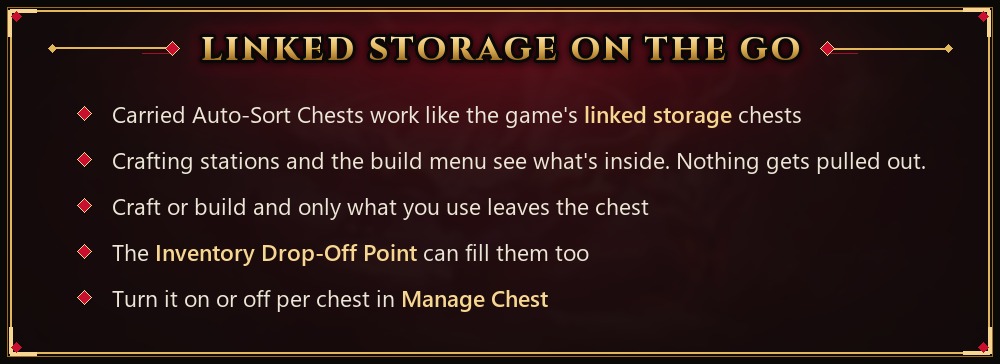 LINKED STORAGE ON THE GO
Carried Auto-Sort Chests work like the game's linked storage chests
Crafting stations and the build menu see what's inside. Nothing gets pulled out.
Craft or build and only what you use leaves the chest
The Inventory Drop-Off Point can fill them too
Turn it on or off per chest in Manage Chest